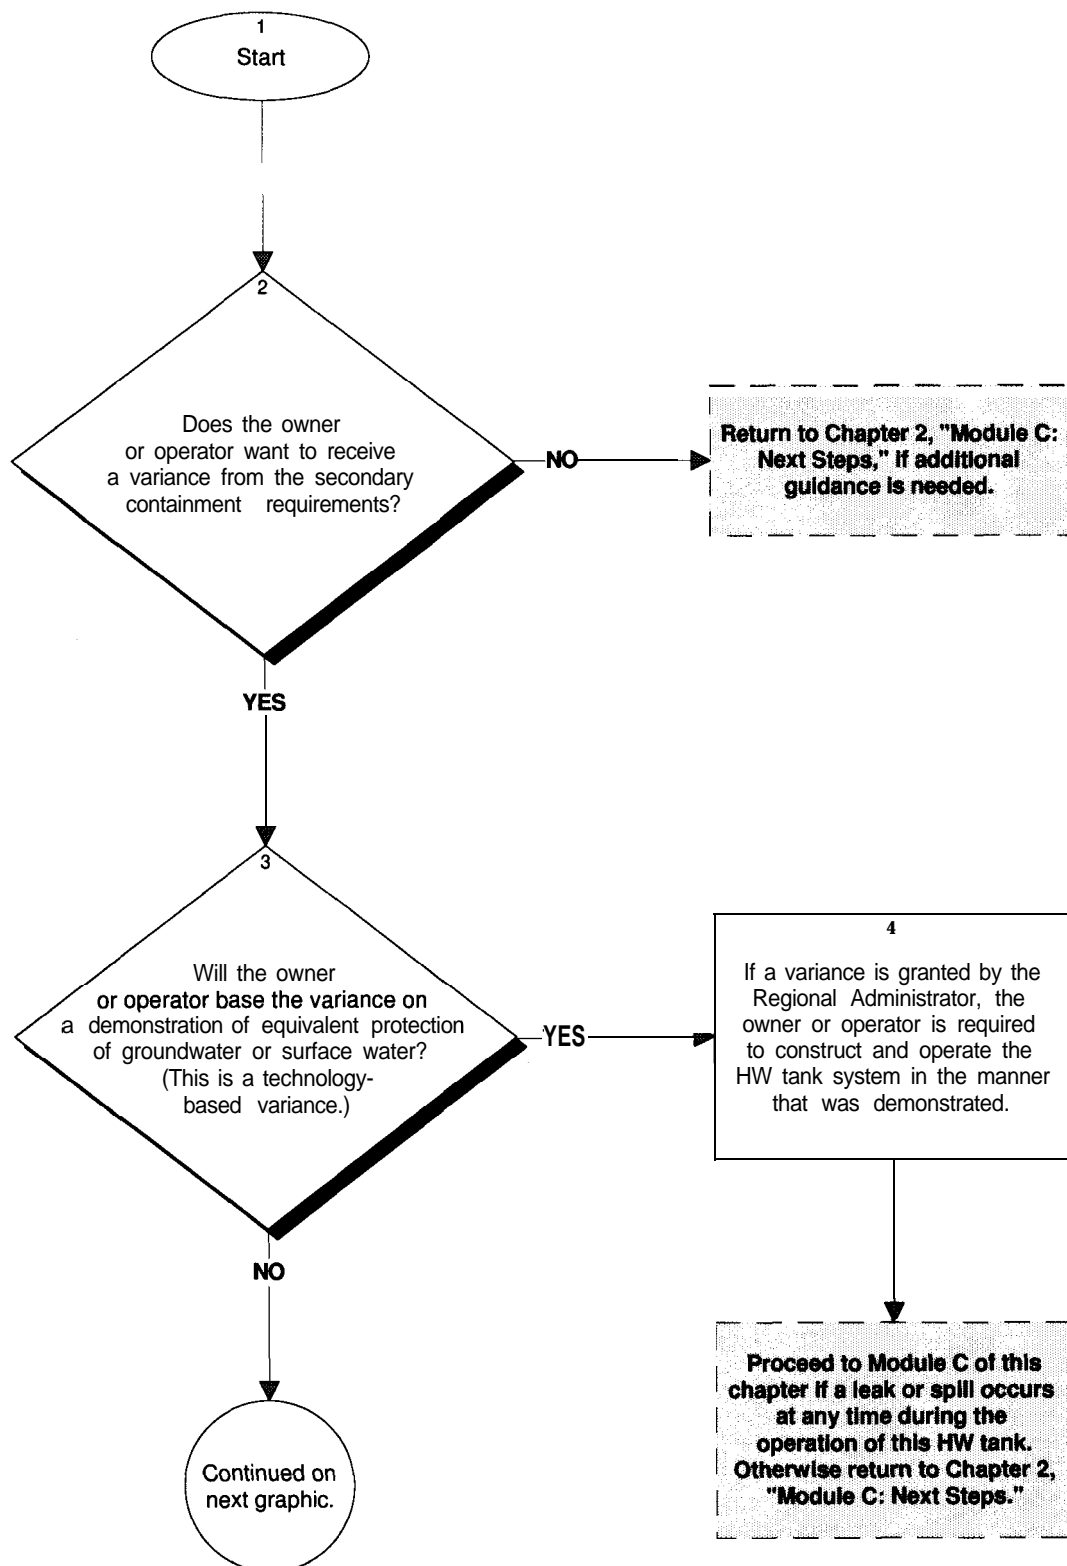 1
Start
2
Does the owner
or operator want to receive
a variance from the secondary
containment requirements?
NO
Return to Chapter 2, "Module C:
Next Steps," if additional
guidance is needed.
YES
3
Will the owner
or operator base the variance on
a demonstration of equivalent protection
of groundwater or surface water?
(This is a technology-
based variance.)
YES
4
If a variance is granted by the
Regional Administrator, the
owner or operator is required
to construct and operate the
HW tank system in the manner
that was demonstrated.
NO
Continued on
next graphic.
Proceed to Module C of this
chapter if a leak or spill occurs
at any time during the
operation of this HW tank.
Otherwise return to Chapter 2,
"Module C: Next Steps."